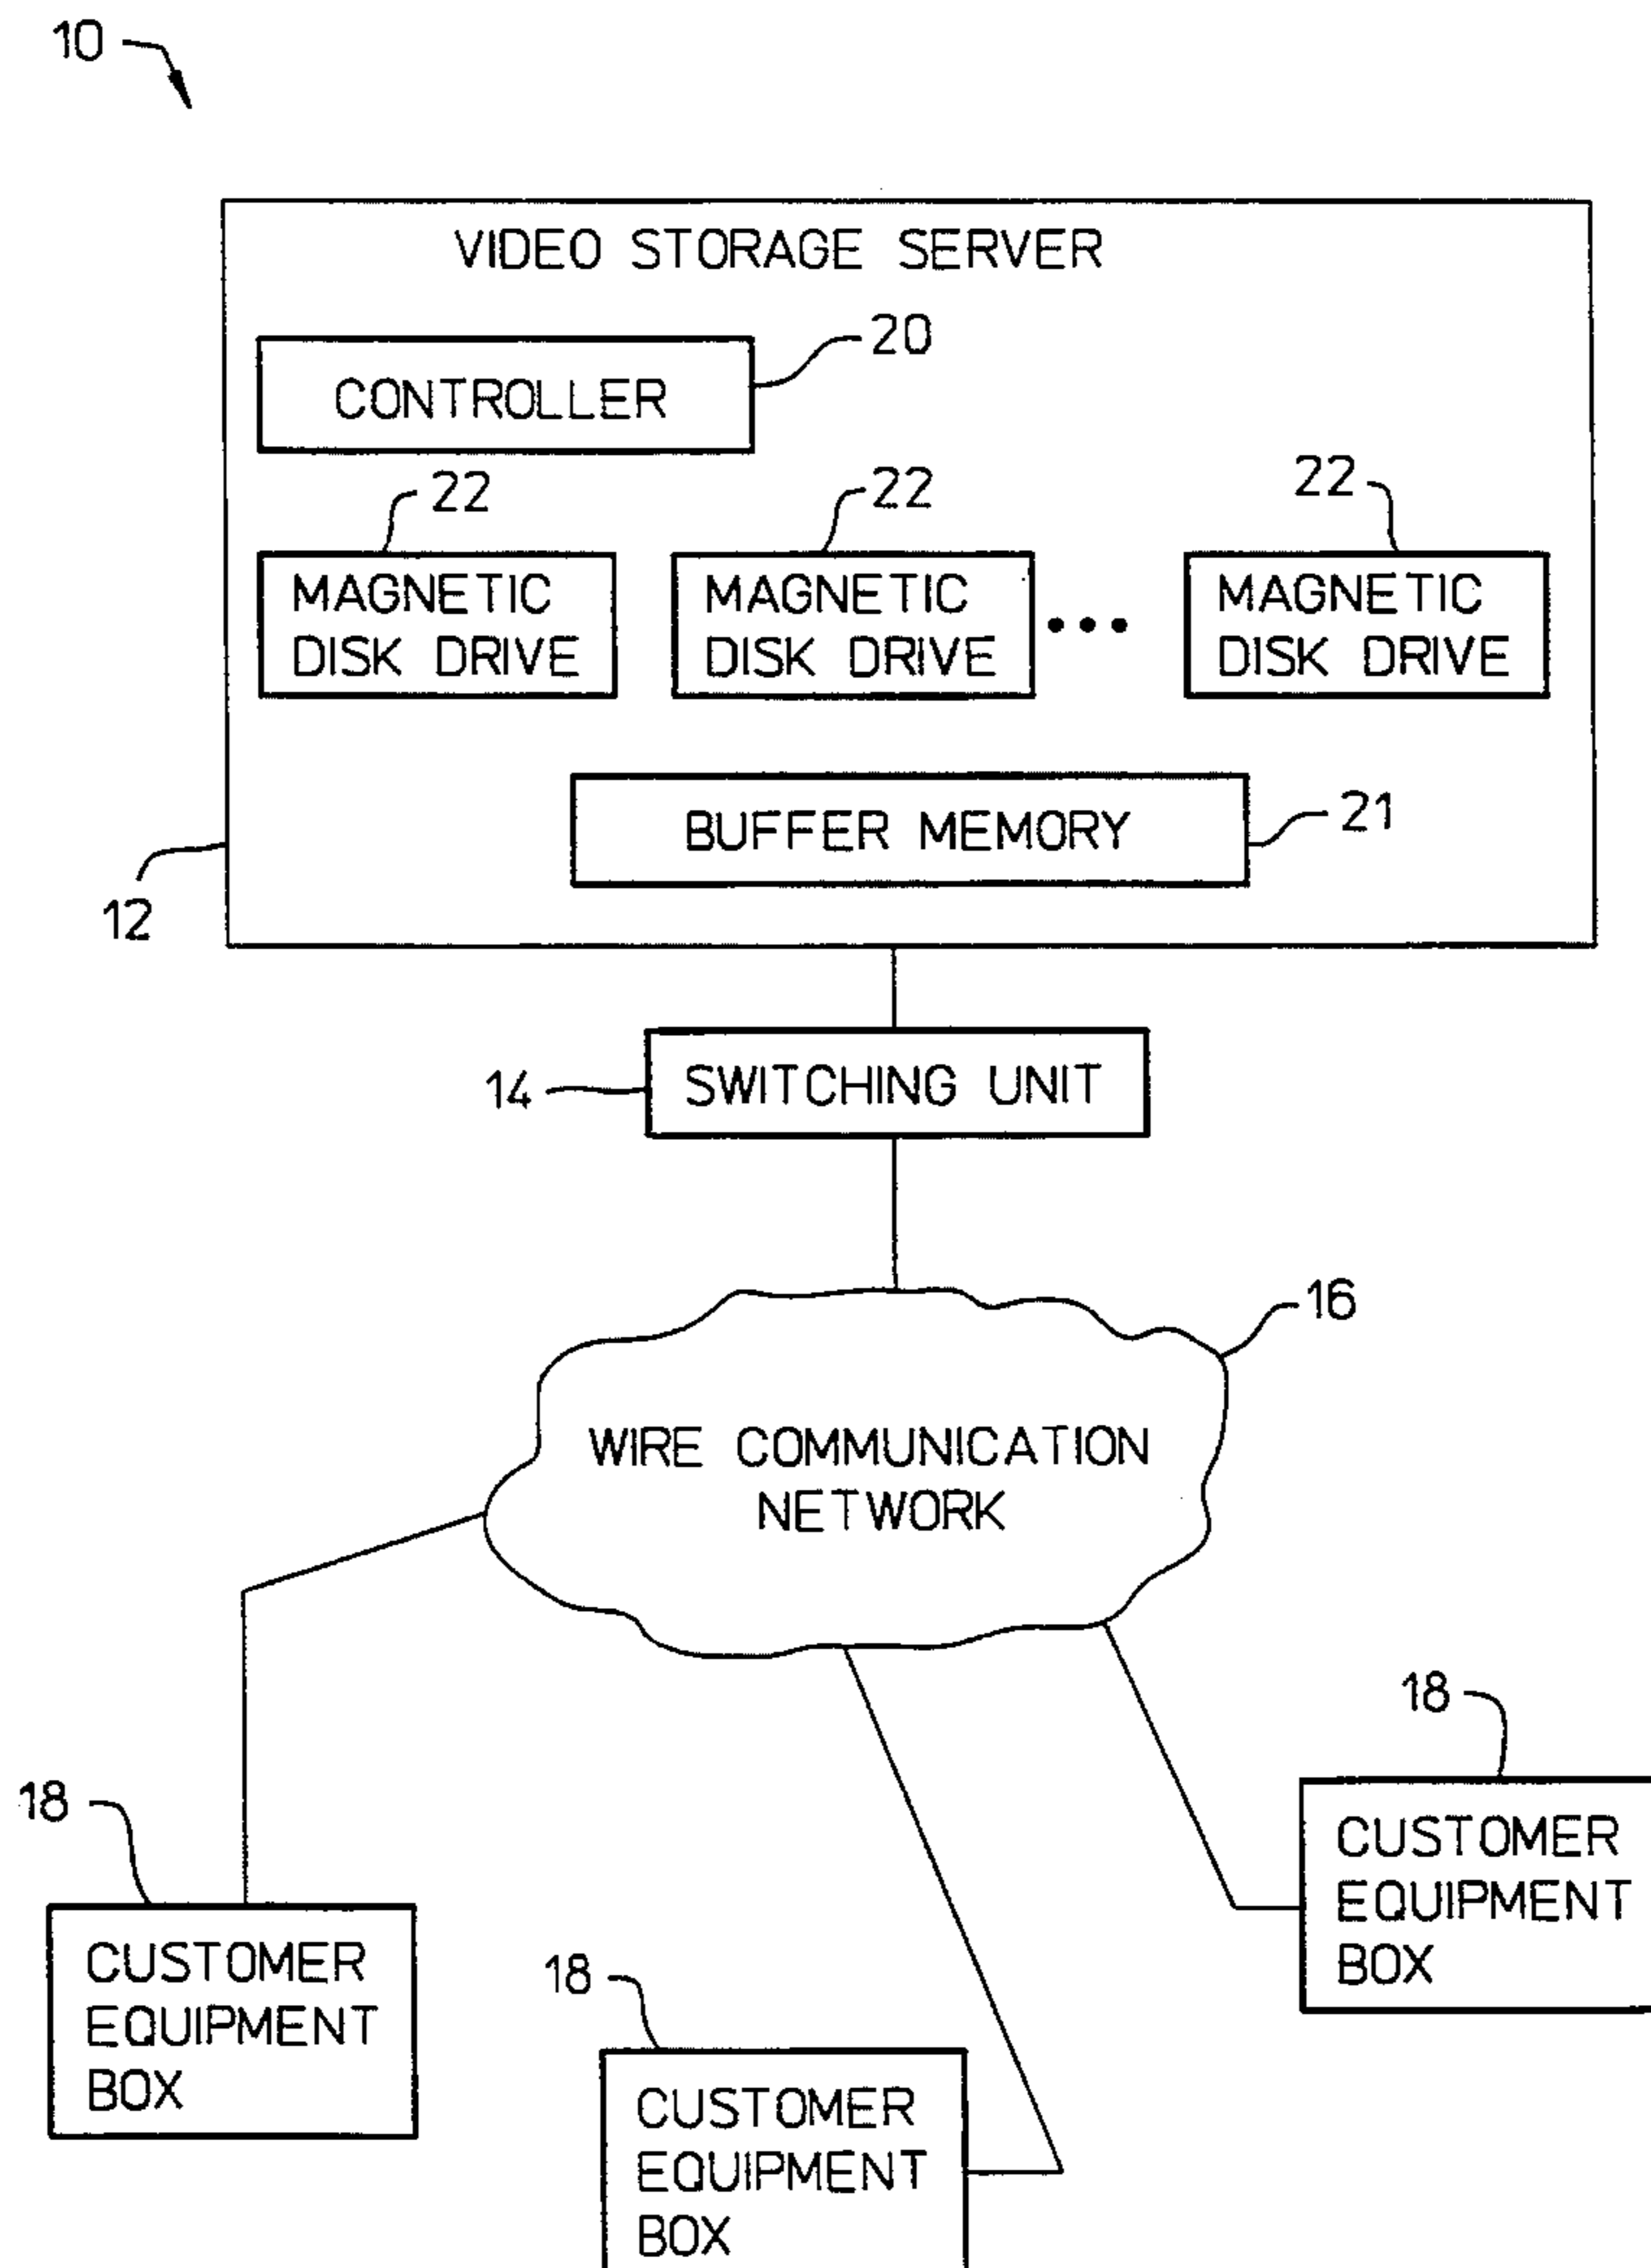 10
VIDEO STORAGE SERVER
20
CONTROLLER
22
22
22
MAGNETIC
DISK DRIVE
MAGNETIC
DISK DRIVE
MAGNETIC
DISK DRIVE
BUFFER MEMORY
21
12
14
SWITCHING UNIT
16
WIRE COMMUNICATION
NETWORK
18
CUSTOMER
EQUIPMENT
BOX
18
CUSTOMER
EQUIPMENT
BOX
18
CUSTOMER
EQUIPMENT
BOX